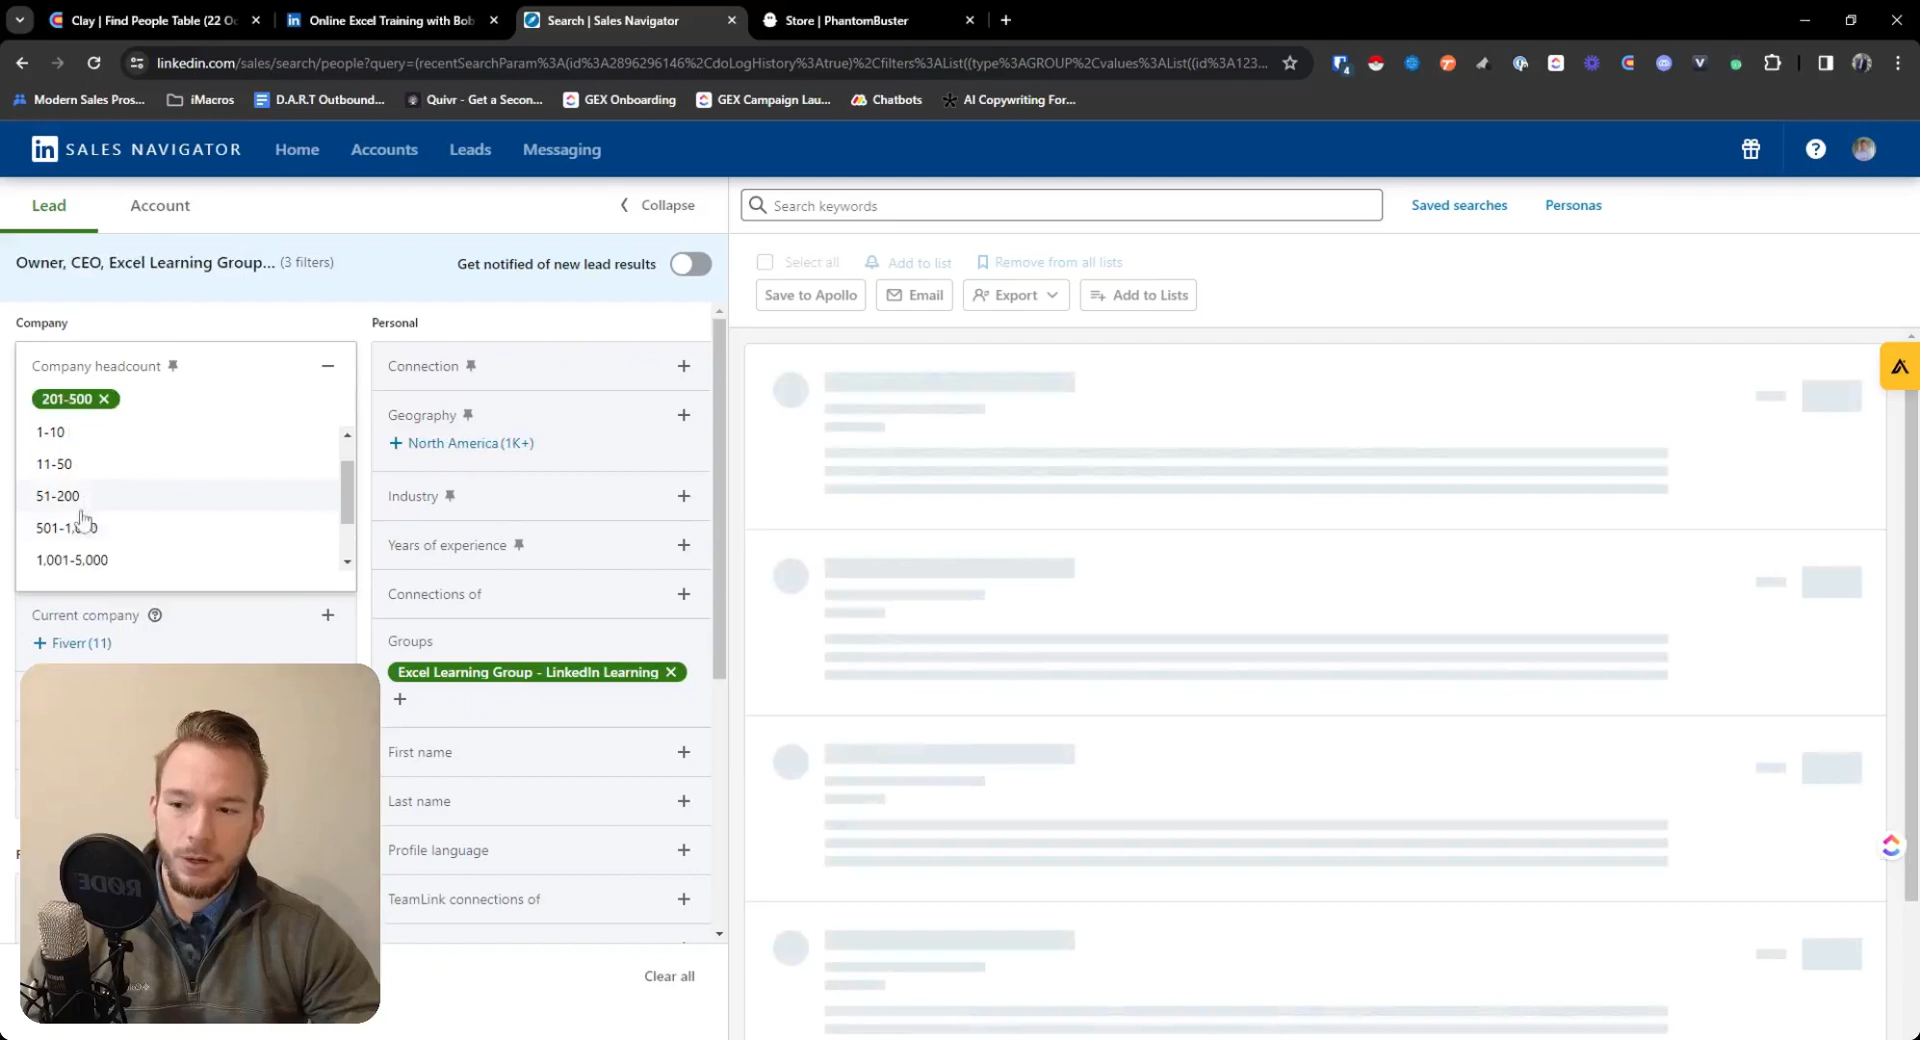 Clay | Find People Table (22 Oc
Online Excel Training with Bob
Search | Sales Navigator
Store | PhantomBuster
linkedin.com/sales/search/people?query=(recentSearchParam%3A(id%3A2896296146%2CdoLogHistory%3Atrue)%2Cfilters%3AList((type%3AGROUP%2Cvalues%3AList((id%3A123...
Modern Sales Pros...
iMacros
D.A.R.T Outbound...
Quivr - Get a Secon...
GEX Onboarding
GEX Campaign Lau...
Chatbots
AI Copywriting For...
in SALES NAVIGATOR
Home
Accounts
Leads
Messaging
Lead
Account
Collapse
Search keywords
Saved searches
Personas
Owner, CEO, Excel Learning Group... (3 filters)
Get notified of new lead results
Select all
Add to list
Remove from all lists
Save to Apollo
Email
Export
Add to Lists
Company
Company headcount
201-500
1-10
11-50
51-200
1,001-5,000
Current company
Fiverr (11)
Personal
Connection
Geography
North America (1K+)
Industry
Years of experience
Connections of
Groups
Excel Learning Group - LinkedIn Learning
First name
Last name
Profile language
TeamLink connections of
Clear all
RØDE